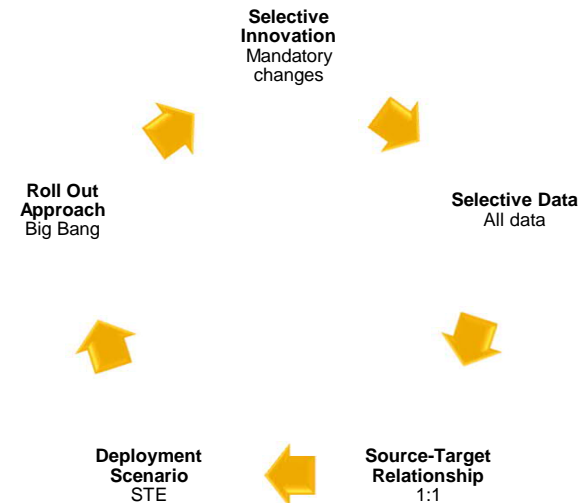 Selective
Innovation
Mandatory
changes
Selective Data
All data
Source-Target
Relationship
1:1
Deployment
Scenario
STE
Roll Out
Approach
Big Bang